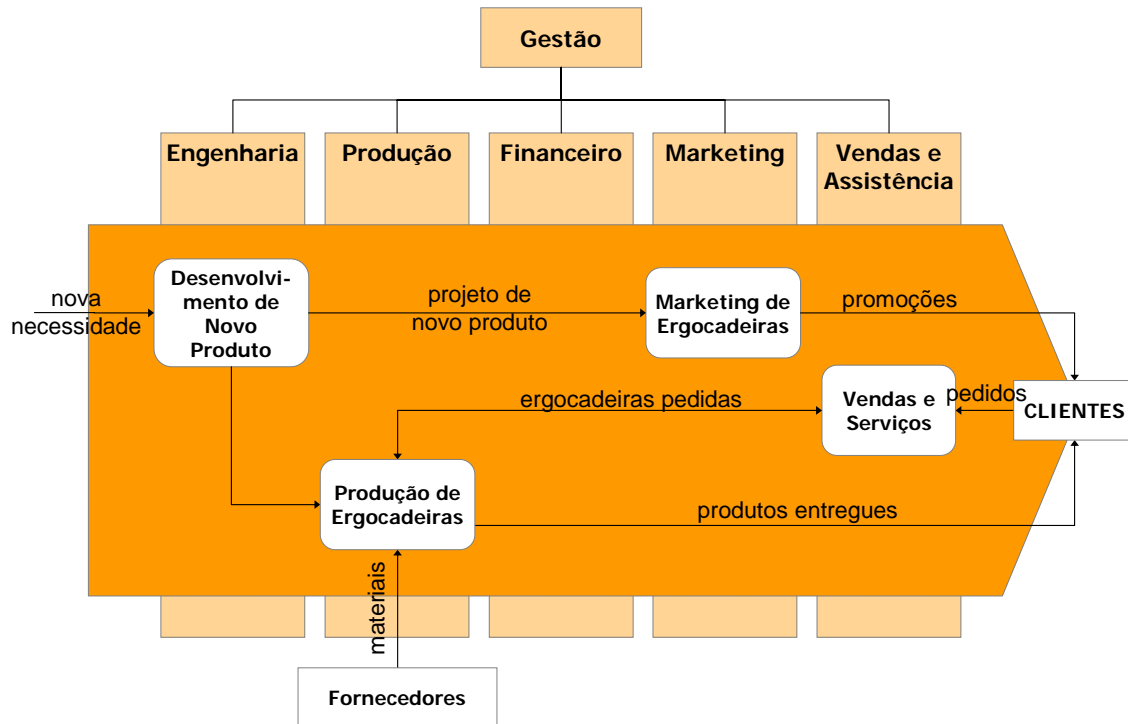 Gestão
Engenharia
Produção
Financeiro
Marketing
Vendas e
Assistência
Desenvolvi-
mento de
Novo
Produto
nova
necessidade
projeto de
novo produto
Marketing de
Ergocadeiras
promoções
ergocadeiras pedidas
Vendas e
Serviços
pedidos
CLIENTES
Produção de
Ergocadeiras
produtos entregues
materiais
Fornecedores